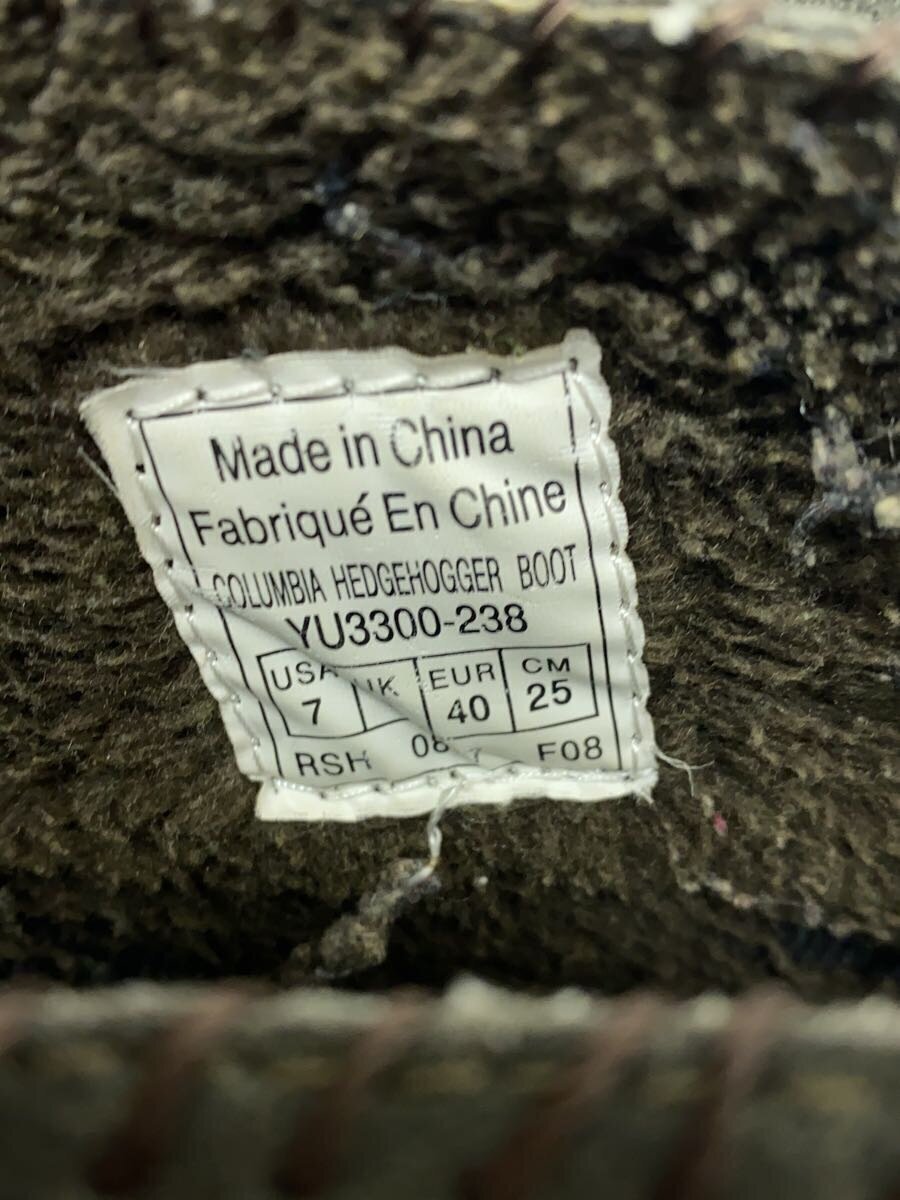 Made in China
Fabriqué En Chine
COLUMBIA HEDGEHOGGER BOOT
YU3300-238
USA UK EUR CM
7 40 25
RSH F08